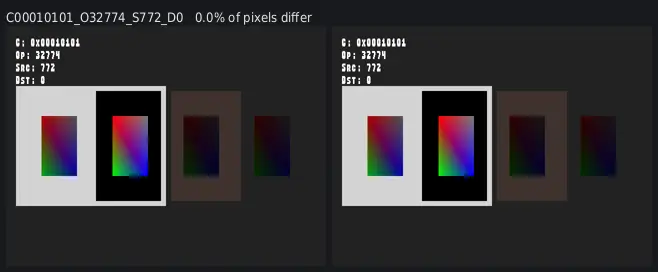 C00010101_O32774_S772_D0 0.0% of pixels differ
C: 0x00010101
Op: 32774
Src: 772
Dst: 0
C: 0x00010101
Op: 32774
Src: 772
Dst: 0